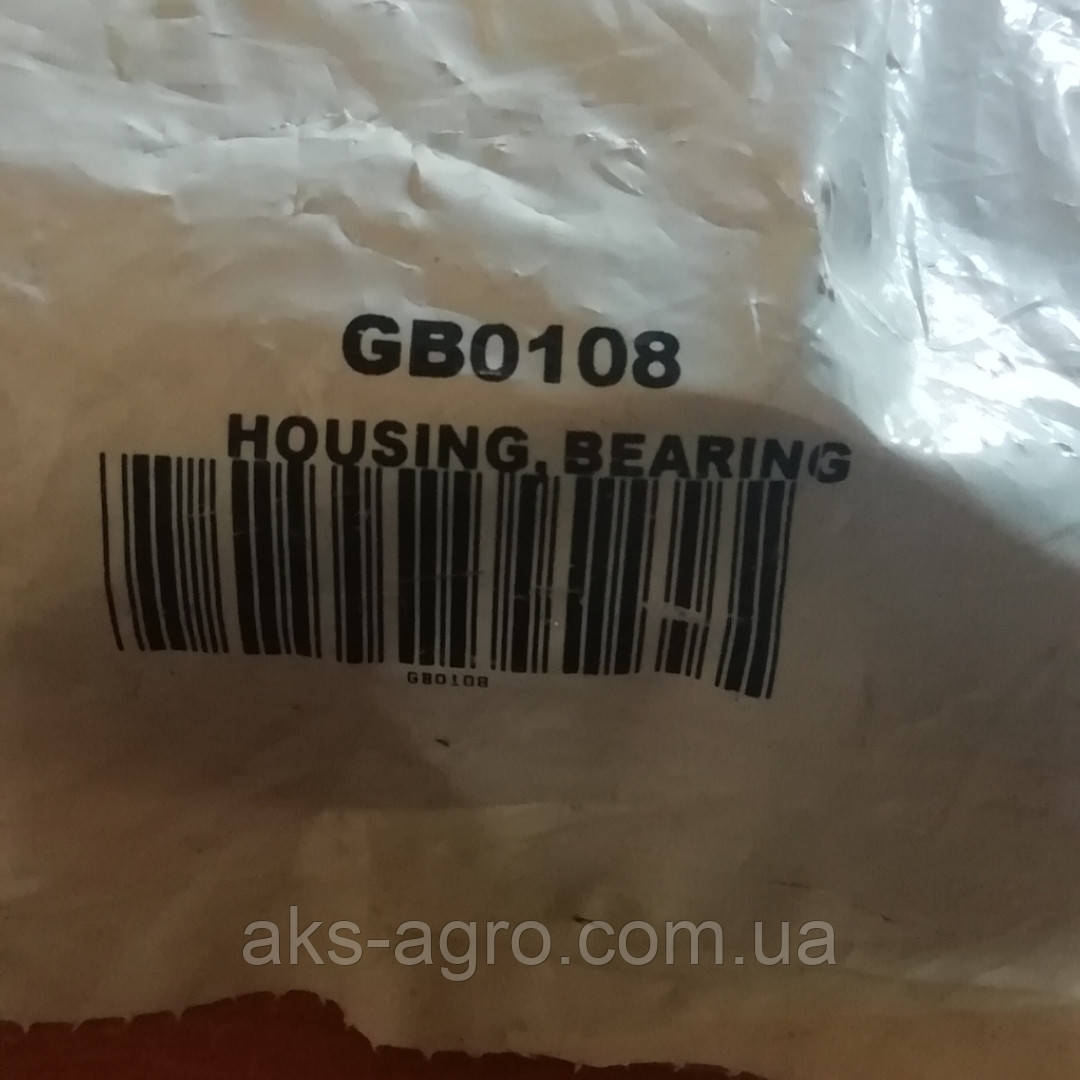 GB0108
HOUSING, BEARING
GB0108
aks-agro.com.ua